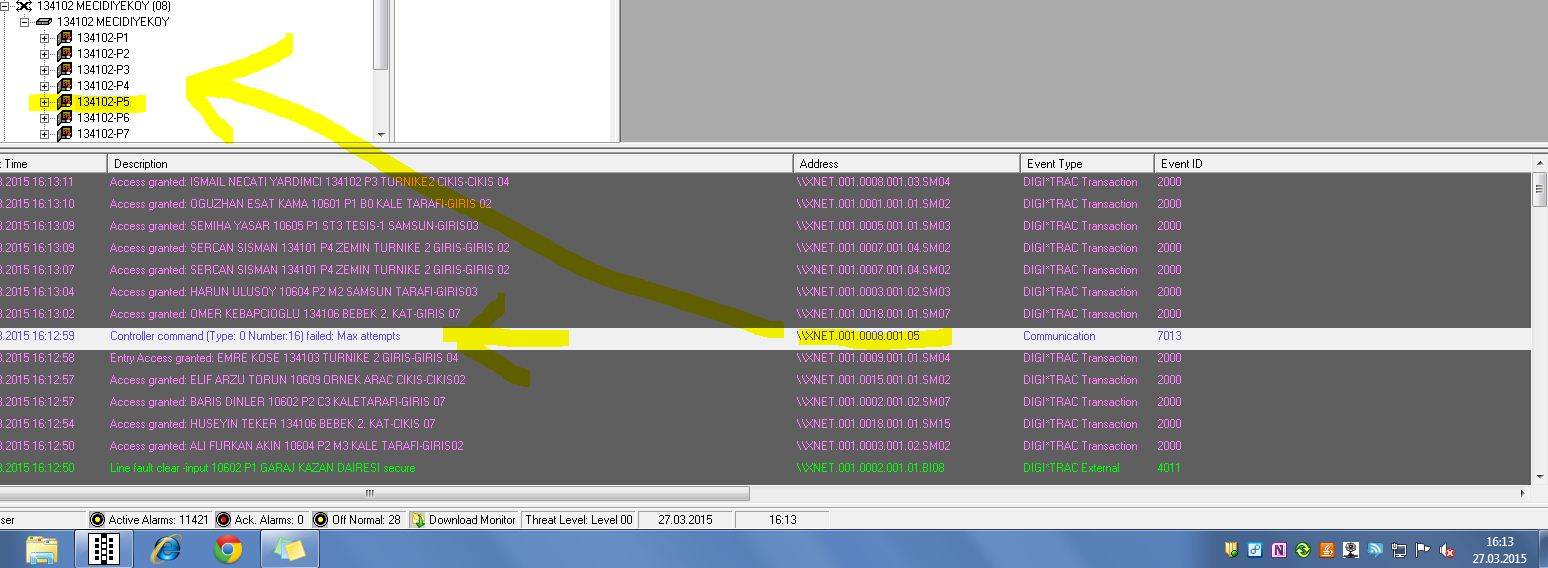 134102 MECIDIYEKOY (08)
134102 MECIDIYEKOY
134102-P1
134102-P2
134102-P3
134102-P4
134102-P5
134102-P6
134102-P7
Time Description Address Event Type Event ID
3.2015 16:13:11 Access granted: ISMAIL NECATI YARDIMCI 134102 P3 TURNIKE2 CIKIS-CIKIS 04 \\XNET.001.0008.001.03.SM04 DIGI*TRAC Transaction 2000
3.2015 16:13:10 Access granted: OGUZHAN ESAT KAMA 10601 P1 B0 KALE TARAFI-GIRIS 02 \\XNET.001.0001.001.01.SM02 DIGI*TRAC Transaction 2000
3.2015 16:13:09 Access granted: SEMIHA YASAR 10605 P1 ST3 TESIS-1 SAMSUN-GIRIS03 \\XNET.001.0005.001.01.SM03 DIGI*TRAC Transaction 2000
3.2015 16:13:09 Access granted: SERCAN SISMAN 134101 P4 ZEMIN TURNIKE 2 GIRIS-GIRIS 02 \\XNET.001.0007.001.04.SM02 DIGI*TRAC Transaction 2000
3.2015 16:13:07 Access granted: SERCAN SISMAN 134101 P4 ZEMIN TURNIKE 2 GIRIS-GIRIS 02 \\XNET.001.0007.001.04.SM02 DIGI*TRAC Transaction 2000
3.2015 16:13:04 Access granted: HARUN ULUSOY 10604 P2 M2 SAMSUN TARAFI-GIRIS03 \\XNET.001.0003.001.02.SM03 DIGI*TRAC Transaction 2000
3.2015 16:13:02 Access granted: OMER KEBAPCIOGLU 134106 BEBEK 2. KAT-GIRIS 07 \\XNET.001.0018.001.01.SM07 DIGI*TRAC Transaction 2000
3.2015 16:12:59 Controller command (Type: 0 Number:16) failed: Max attempts \\XNET.001.0008.001.05 Communication 7013
3.2015 16:12:58 Entry Access granted: EMRE KOSE 134103 TURNIKE 2 GIRIS-GIRIS 04 \\XNET.001.0009.001.01.SM04 DIGI*TRAC Transaction 2000
3.2015 16:12:57 Access granted: ELIF ARZU TORUN 10609 ORNEK ARAC CIKIS-CIKIS02 \\XNET.001.0015.001.01.SM02 DIGI*TRAC Transaction 2000
3.2015 16:12:57 Access granted: BARIS DINLER 10602 P2 C3 KALETARAFI-GIRIS 07 \\XNET.001.0002.001.02.SM07 DIGI*TRAC Transaction 2000
3.2015 16:12:54 Access granted: HUSEYIN TEKER 134106 BEBEK 2. KAT-CIKIS 07 \\XNET.001.0018.001.01.SM15 DIGI*TRAC Transaction 2000
3.2015 16:12:50 Access granted: ALI FURKAN AKIN 10604 P2 M3 KALE TARAFI-GIRIS02 \\XNET.001.0003.001.02.SM02 DIGI*TRAC Transaction 2000
3.2015 16:12:50 Line fault clear -input 10602 P1 GARAJ KAZAN DAIRESI secure \\XNET.001.0002.001.01.BI08 DIGI*TRAC External 4011
ser Active Alarms: 11421 Ack. Alarms: 0 Off Normal: 28 Download Monitor Threat Level: Level 00 27.03.2015 16:13
16:13
27.03.2015